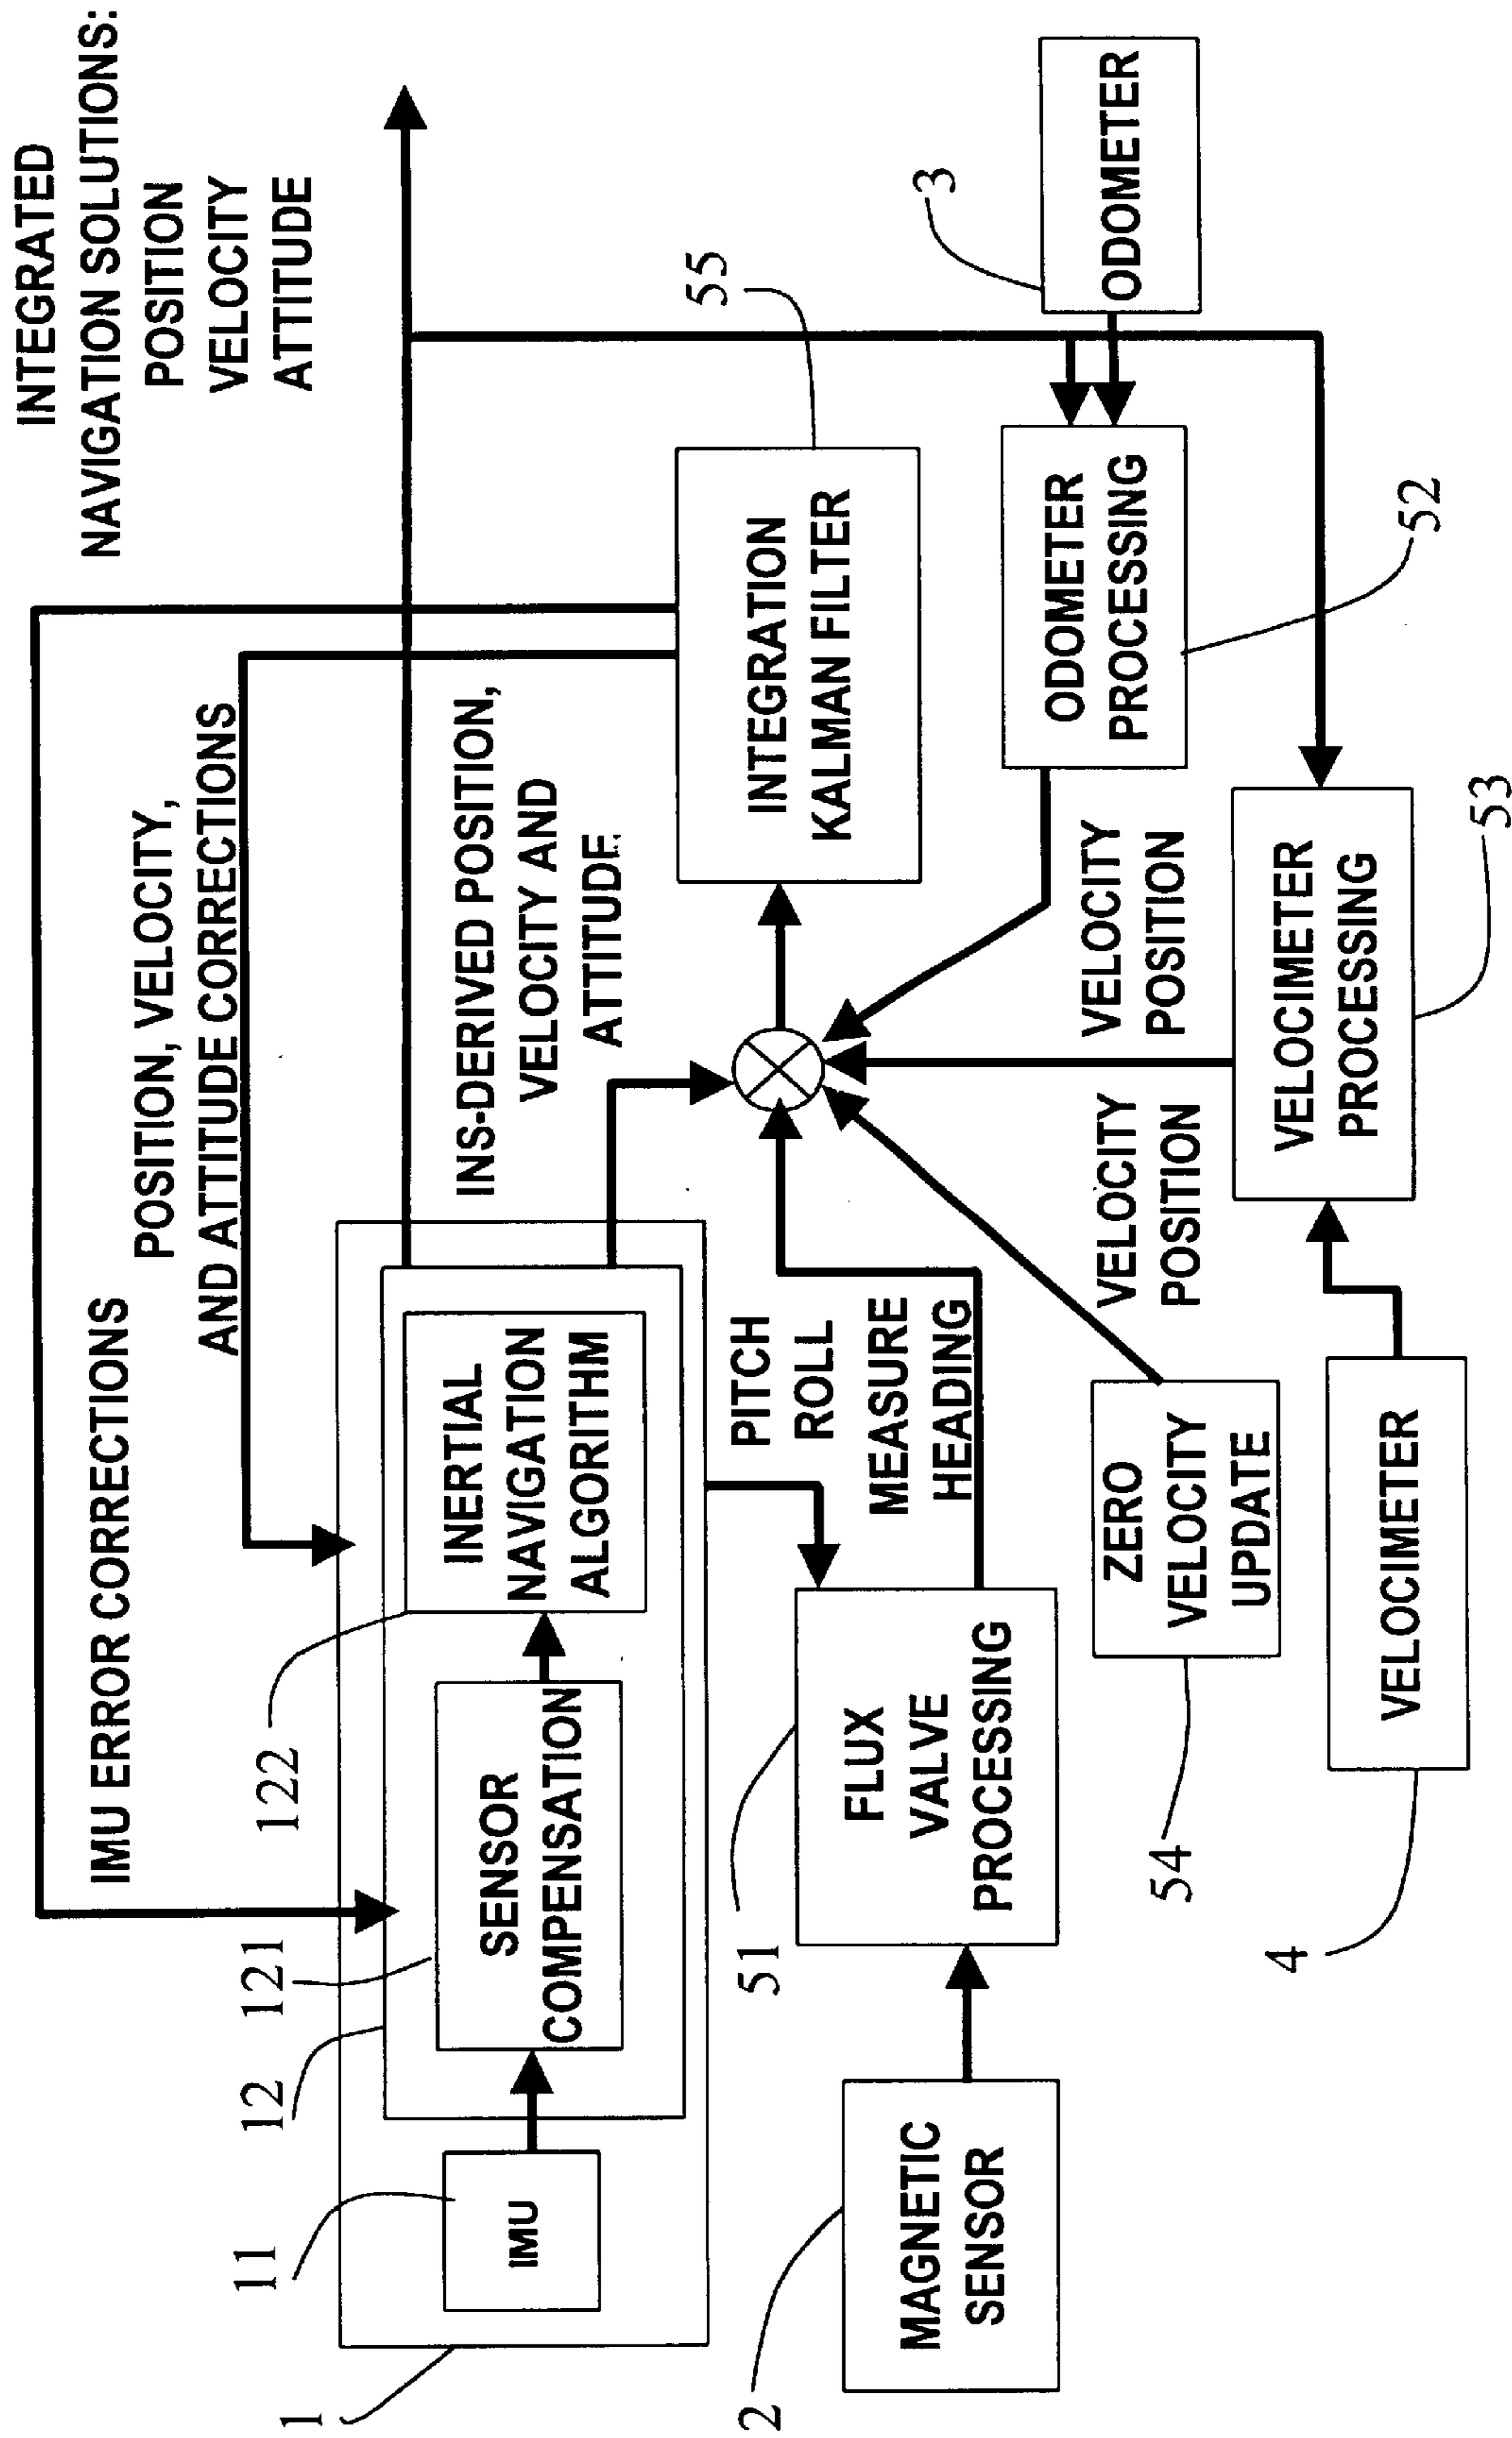 INTEGRATED
NAVIGATION SOLUTIONS:
POSITION
VELOCITY
ATTITUDE
IMU ERROR CORRECTIONS
POSITION, VELOCITY,
AND ATTITUDE CORRECTIONS
1
11
12
121
122
IMU
SENSOR
COMPENSATION
INERTIAL
NAVIGATION
ALGORITHM
INS-DERIVED POSITION,
VELOCITY AND
ATTITUDE
55
INTEGRATION
KALMAN FILTER
PITCH
ROLL
MEASURE
HEADING
2
MAGNETIC
SENSOR
51
FLUX
VALVE
PROCESSING
3
ODOMETER
ODOMETER
PROCESSING
52
VELOCITY
POSITION
VELOCITY
POSITION
54
ZERO
VELOCITY
UPDATE
VELOCIMETER
PROCESSING
53
4
VELOCIMETER